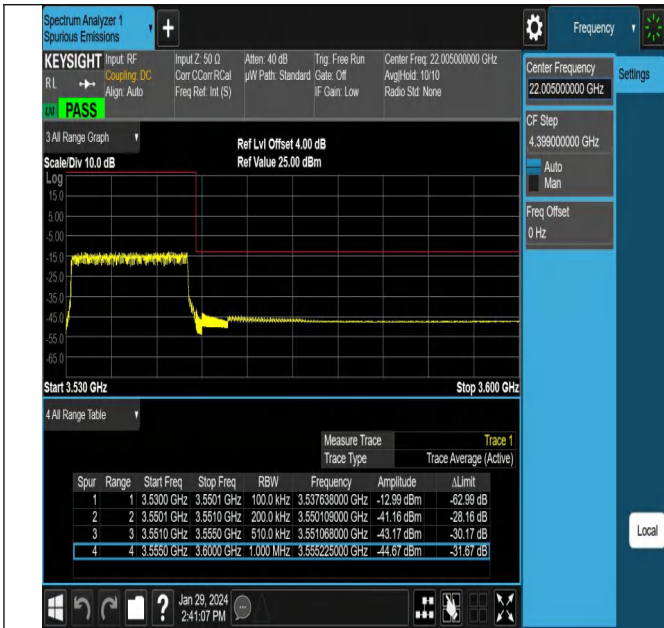 Spectrum Analyzer 1
Spurious Emissions
Frequency
KEYSIGHT
RL
PASS
Input: RF
Coupling: DC
Align: Auto
Input Z: 50 Ω
Corr CCorr RCal
Freq Ref: Int (S)
Atten: 40 dB
µW Path: Standard
Trig: Free Run
Gate: Off
IF Gain: Low
Center Freq: 22.005000000 GHz
Avg|Hold: 10/10
Radio Std: None
Center Frequency
22.005000000 GHz
Settings
CF Step
4.399000000 GHz
Auto
Man
Freq Offset
0 Hz
3 All Range Graph
Scale/Div 10.0 dB
Ref Lvl Offset 4.00 dB
Ref Value 25.00 dBm
Log
15.0
5.00
-5.00
-15.0
-25.0
-35.0
-45.0
-55.0
-65.0
Start 3.530 GHz
Stop 3.600 GHz
4 All Range Table
Measure Trace Trace 1
Trace Type Trace Average (Active)
Spur Range Start Freq Stop Freq RBW Frequency Amplitude ΔLimit
1 1 3.5300 GHz 3.5501 GHz 100.0 kHz 3.537638000 GHz -12.99 dBm -62.99 dB
2 2 3.5501 GHz 3.5510 GHz 200.0 kHz 3.550109000 GHz -41.16 dBm -28.16 dB
3 3 3.5510 GHz 3.5550 GHz 510.0 kHz 3.551068000 GHz -43.17 dBm -30.17 dB
4 4 3.5550 GHz 3.6000 GHz 1.000 MHz 3.555225000 GHz -44.67 dBm -31.67 dB
Local
Jan 29, 2024
2:41:07 PM